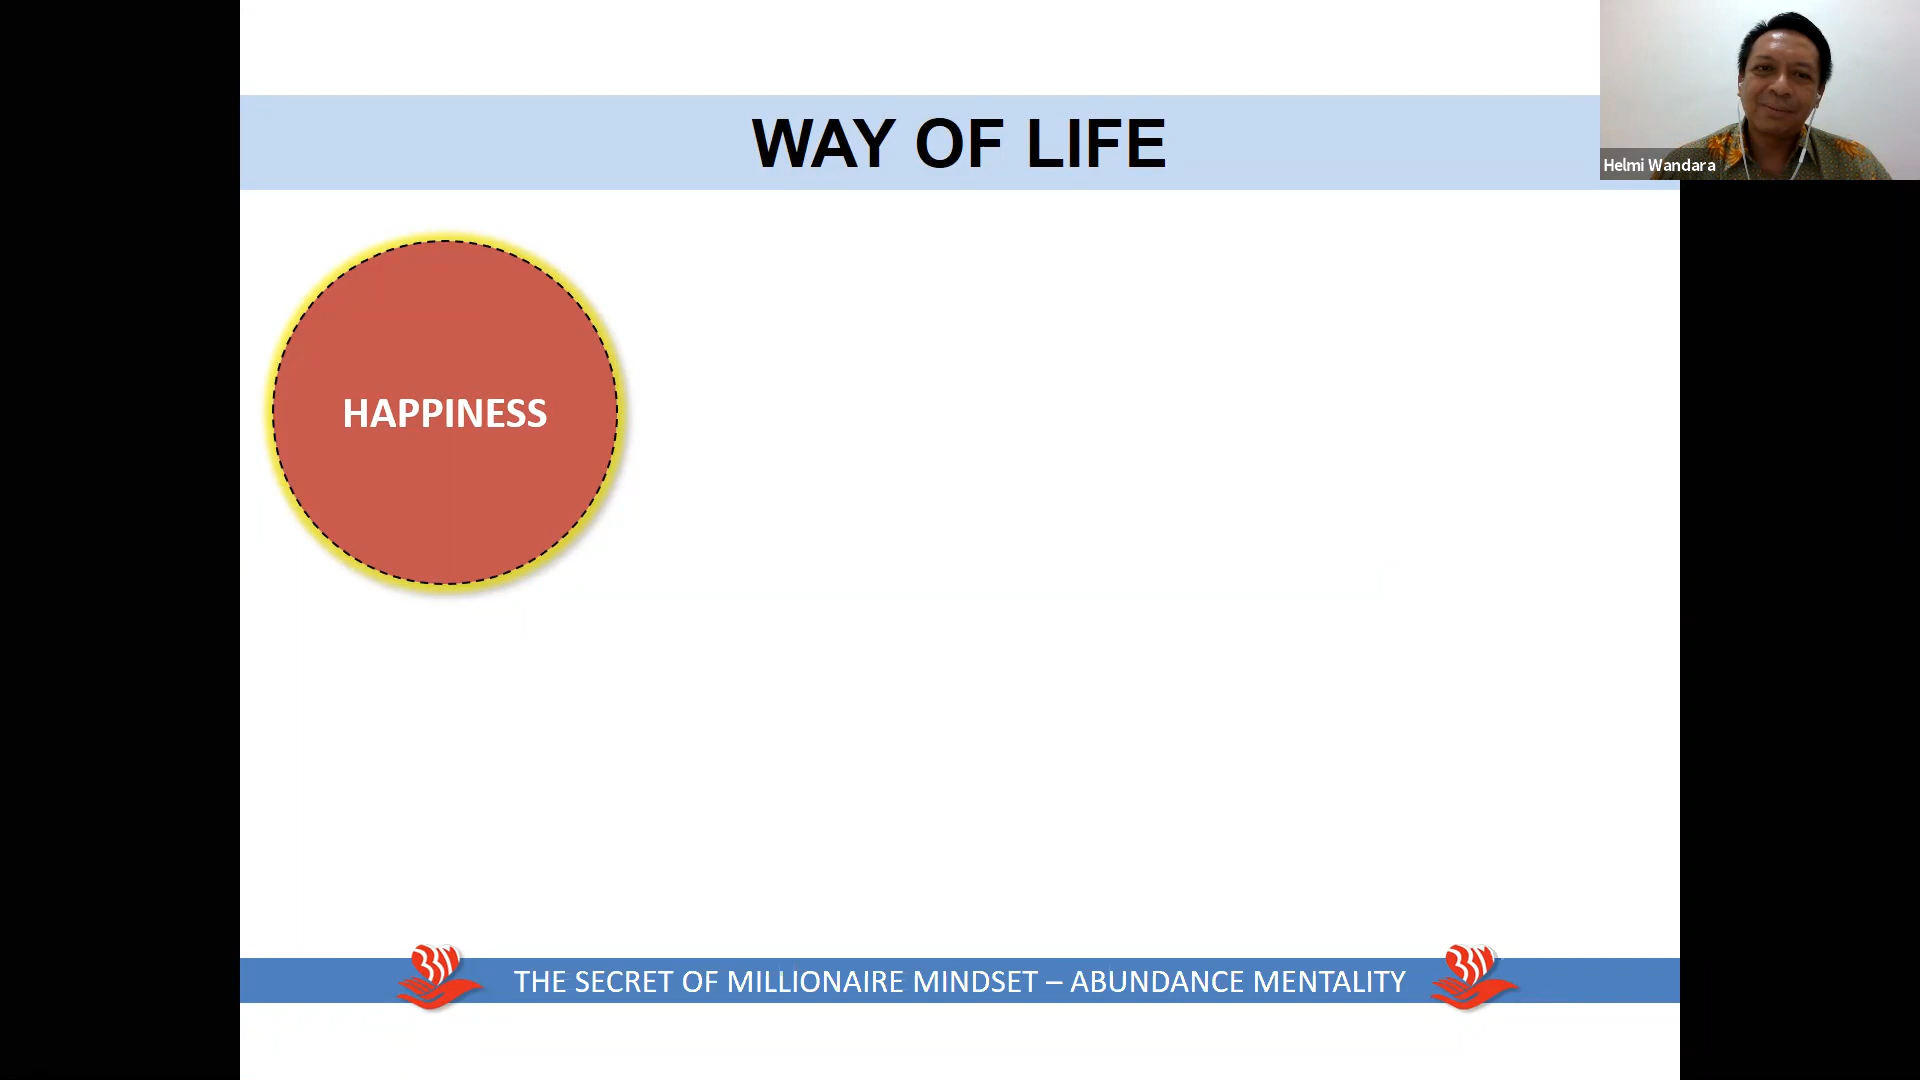 WAY OF LIFE
Helmi Wandara
HAPPINESS
THE SECRET OF MILLIONAIRE MINDSET – ABUNDANCE MENTALITY